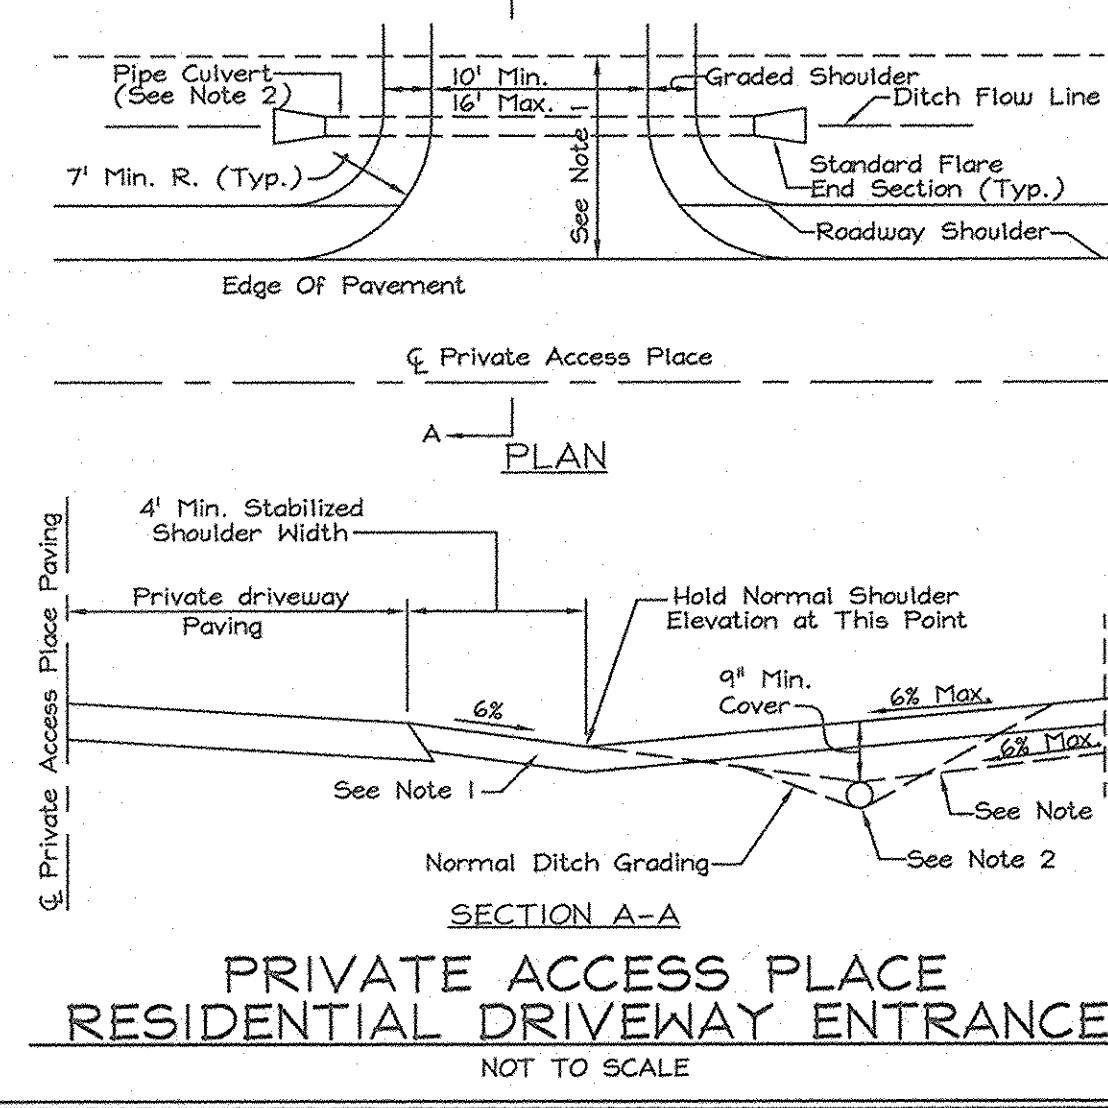 Pipe Culvert
(See Note 2)
10' Min.
16' Max.
Graded Shoulder
Ditch Flow Line
7' Min. R. (Typ.)
See Note 1
Standard Flare
End Section (Typ.)
Roadway Shoulder
Edge Of Pavement
℄ Private Access Place
A
PLAN
4' Min. Stabilized
Shoulder Width
℄ Private Access Place Paving
Private driveway
Paving
Hold Normal Shoulder
Elevation at This Point
9" Min.
Cover
6%
6% Max.
6% Max.
See Note 1
See Note
Normal Ditch Grading
See Note 2
SECTION A-A
PRIVATE ACCESS PLACE
RESIDENTIAL DRIVEWAY ENTRANCE
NOT TO SCALE